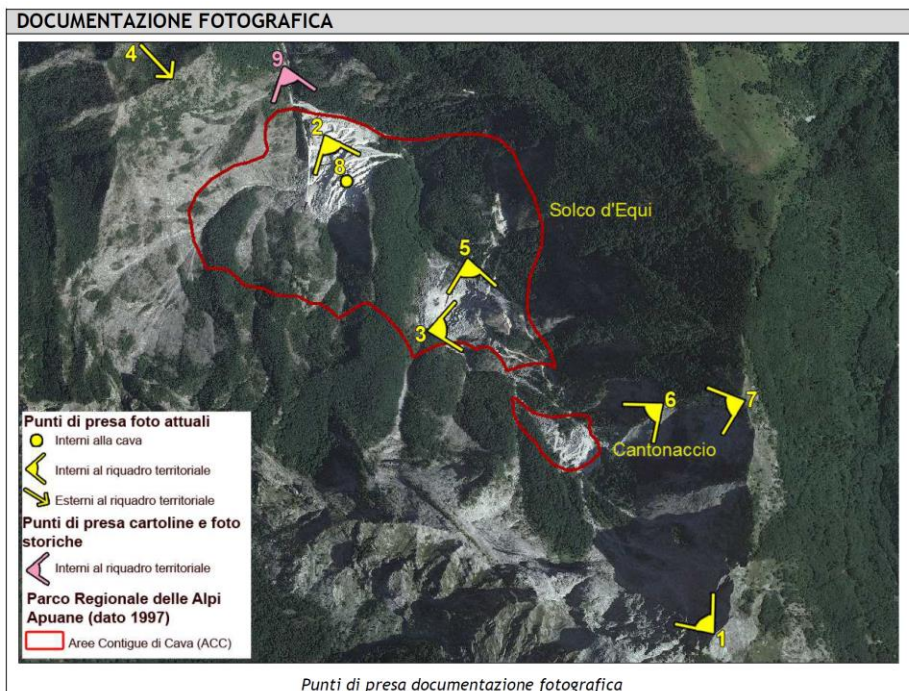 DOCUMENTAZIONE FOTOGRAFICA
4
9
2
8
Solco d'Equi
5
3
6
7
Cantonaccio
1
Punti di presa foto attuali
Interni alla cava
Interni al riquadro territoriale
Esterni al riquadro territoriale
Punti di presa cartoline e foto
storiche
Interni al riquadro territoriale
Parco Regionale delle Alpi
Apuane (dato 1997)
Aree Contigue di Cava (ACC)
Punti di presa documentazione fotografica